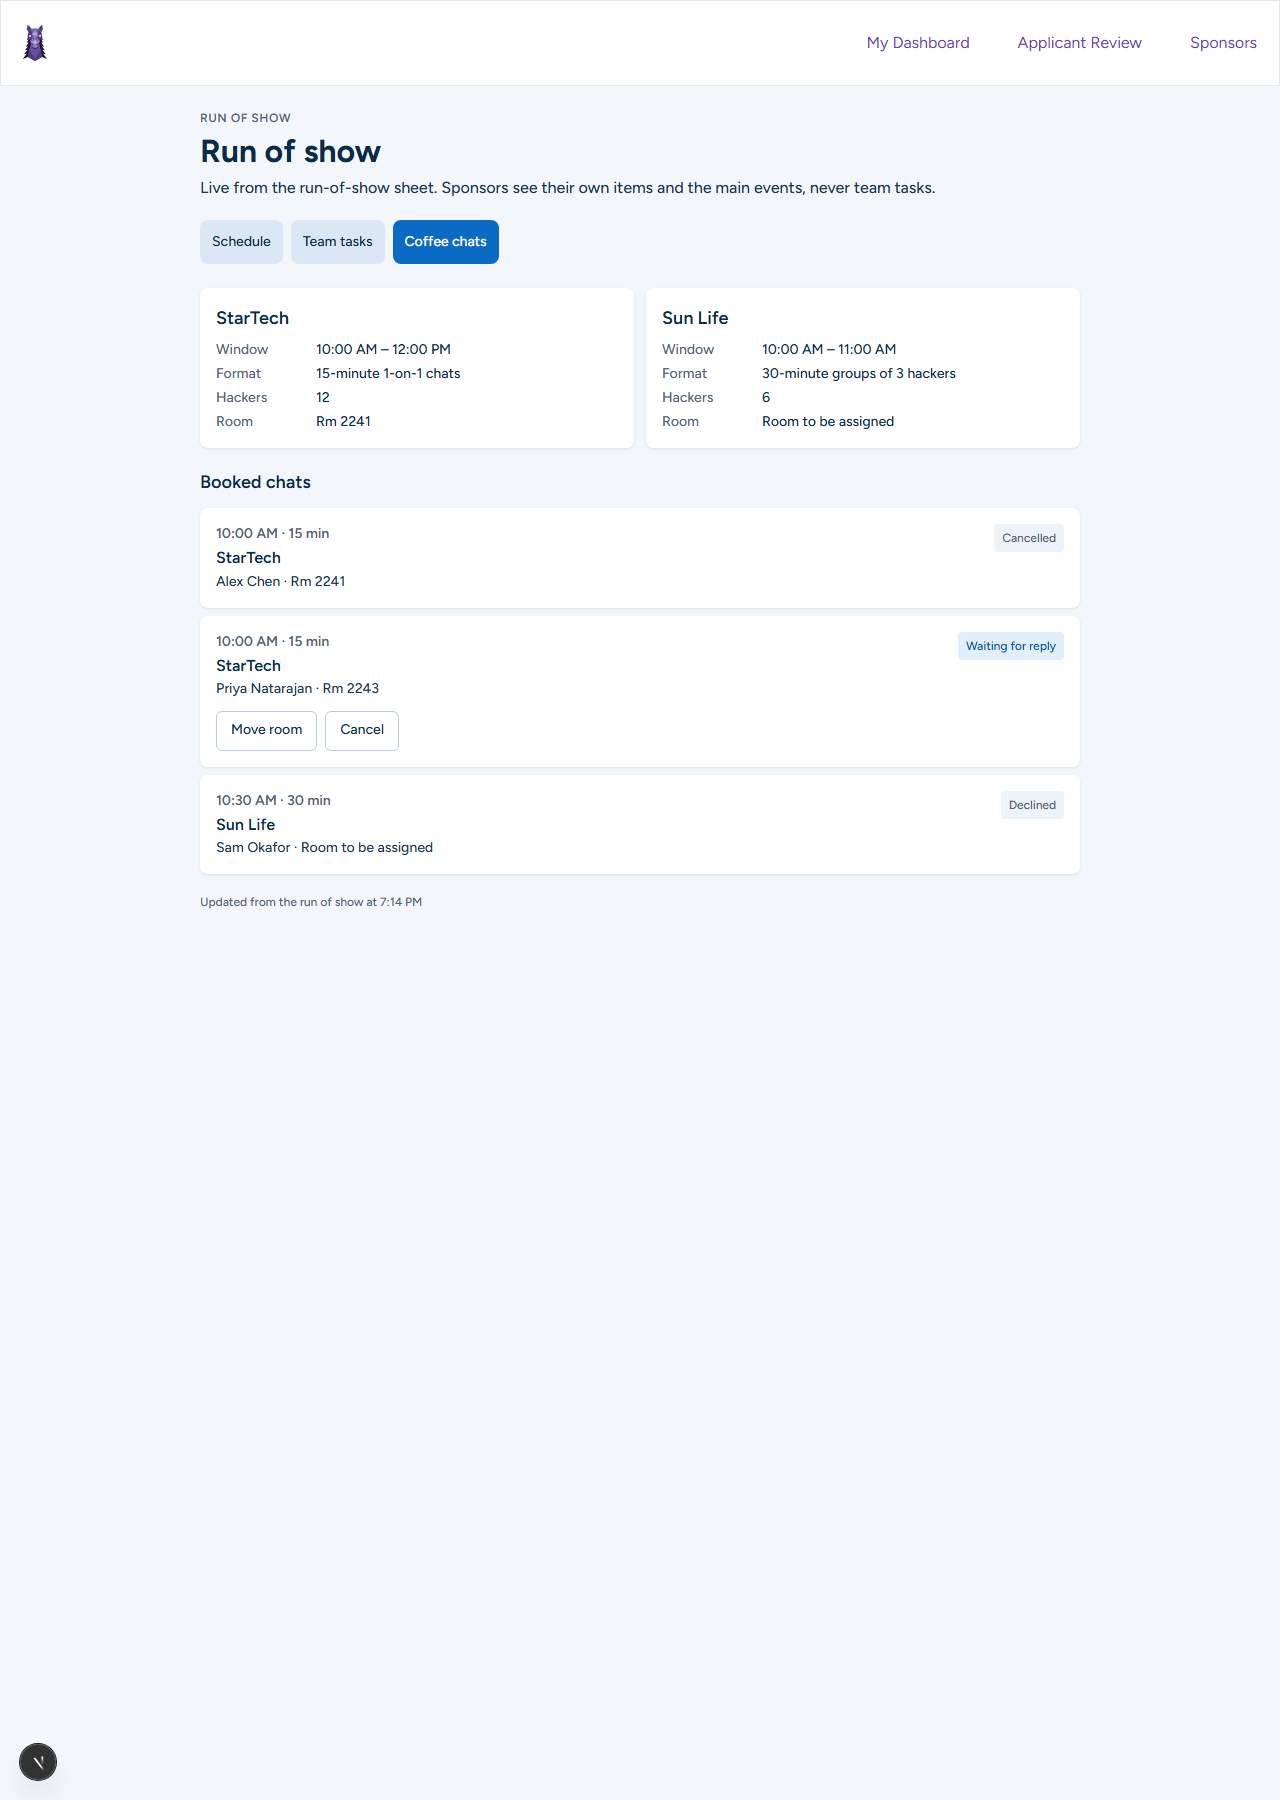 My Dashboard Applicant Review Sponsors
RUN OF SHOW
Run of show
Live from the run-of-show sheet. Sponsors see their own items and the main events, never team tasks.
Schedule Team tasks Coffee chats
StarTech
Window 10:00 AM – 12:00 PM
Format 15-minute 1-on-1 chats
Hackers 12
Room Rm 2241
Sun Life
Window 10:00 AM – 11:00 AM
Format 30-minute groups of 3 hackers
Hackers 6
Room Room to be assigned
Booked chats
10:00 AM · 15 min
Cancelled
StarTech
Alex Chen · Rm 2241
10:00 AM · 15 min
Waiting for reply
StarTech
Priya Natarajan · Rm 2243
Move room Cancel
10:30 AM · 30 min
Declined
Sun Life
Sam Okafor · Room to be assigned
Updated from the run of show at 7:14 PM